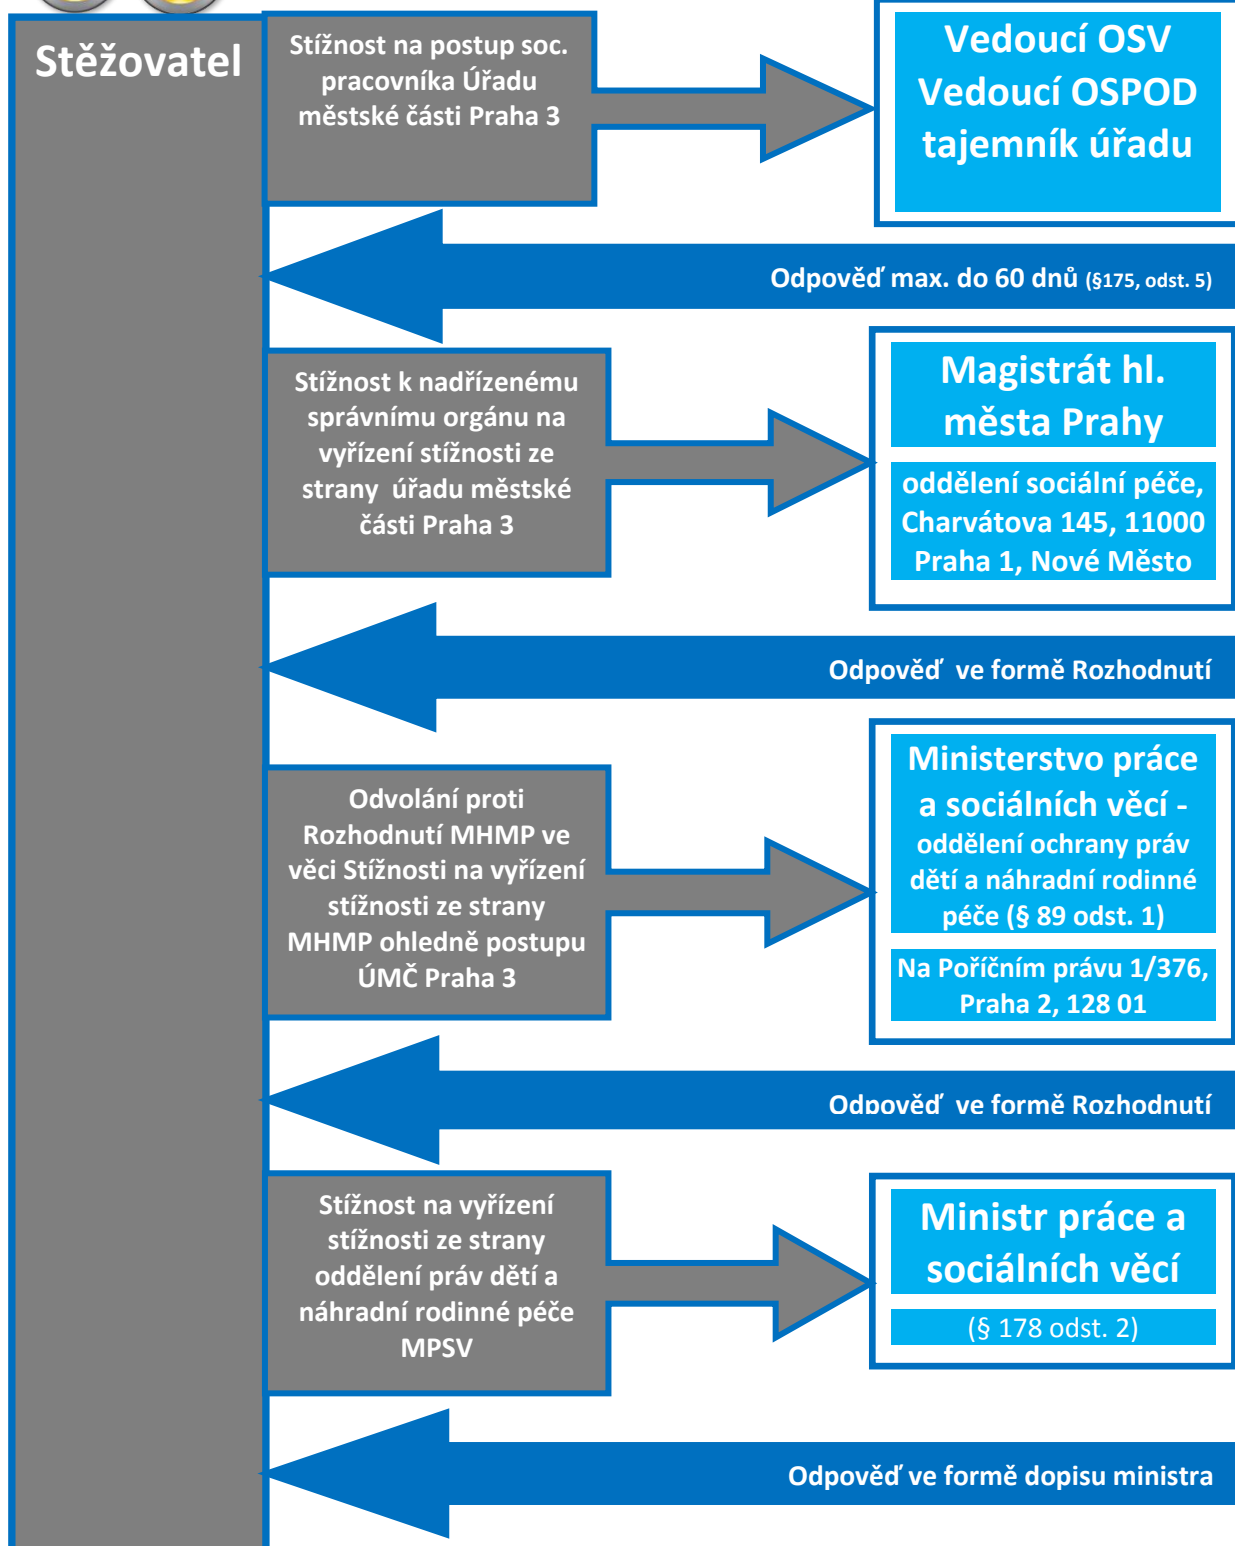 Stěžovatel
Stížnost na postup soc.
pracovníka Úřadu
městské části Praha 3
Vedoucí OSV
Vedoucí OSPOD
tajemník úřadu
Odpověď max. do 60 dnů (§175, odst. 5)
Stížnost k nadřízenému
správnímu orgánu na
vyřízení stížnosti ze
strany úřadu městské
části Praha 3
Magistrát hl.
města Prahy
oddělení sociální péče,
Charvátova 145, 11000
Praha 1, Nové Město
Odpověď ve formě Rozhodnutí
Odvolání proti
Rozhodnutí MHMP ve
věci Stížnosti na vyřízení
stížnosti ze strany
MHMP ohledně postupu
ÚMČ Praha 3
Ministerstvo práce
a sociálních věcí -
oddělení ochrany práv
dětí a náhradní rodinné
péče (§ 89 odst. 1)
Na Poříčním právu 1/376,
Praha 2, 128 01
Odpověď ve formě Rozhodnutí
Stížnost na vyřízení
stížnosti ze strany
oddělení práv dětí a
náhradní rodinné péče
MPSV
Ministr práce a
sociálních věcí
(§ 178 odst. 2)
Odpověď ve formě dopisu ministra